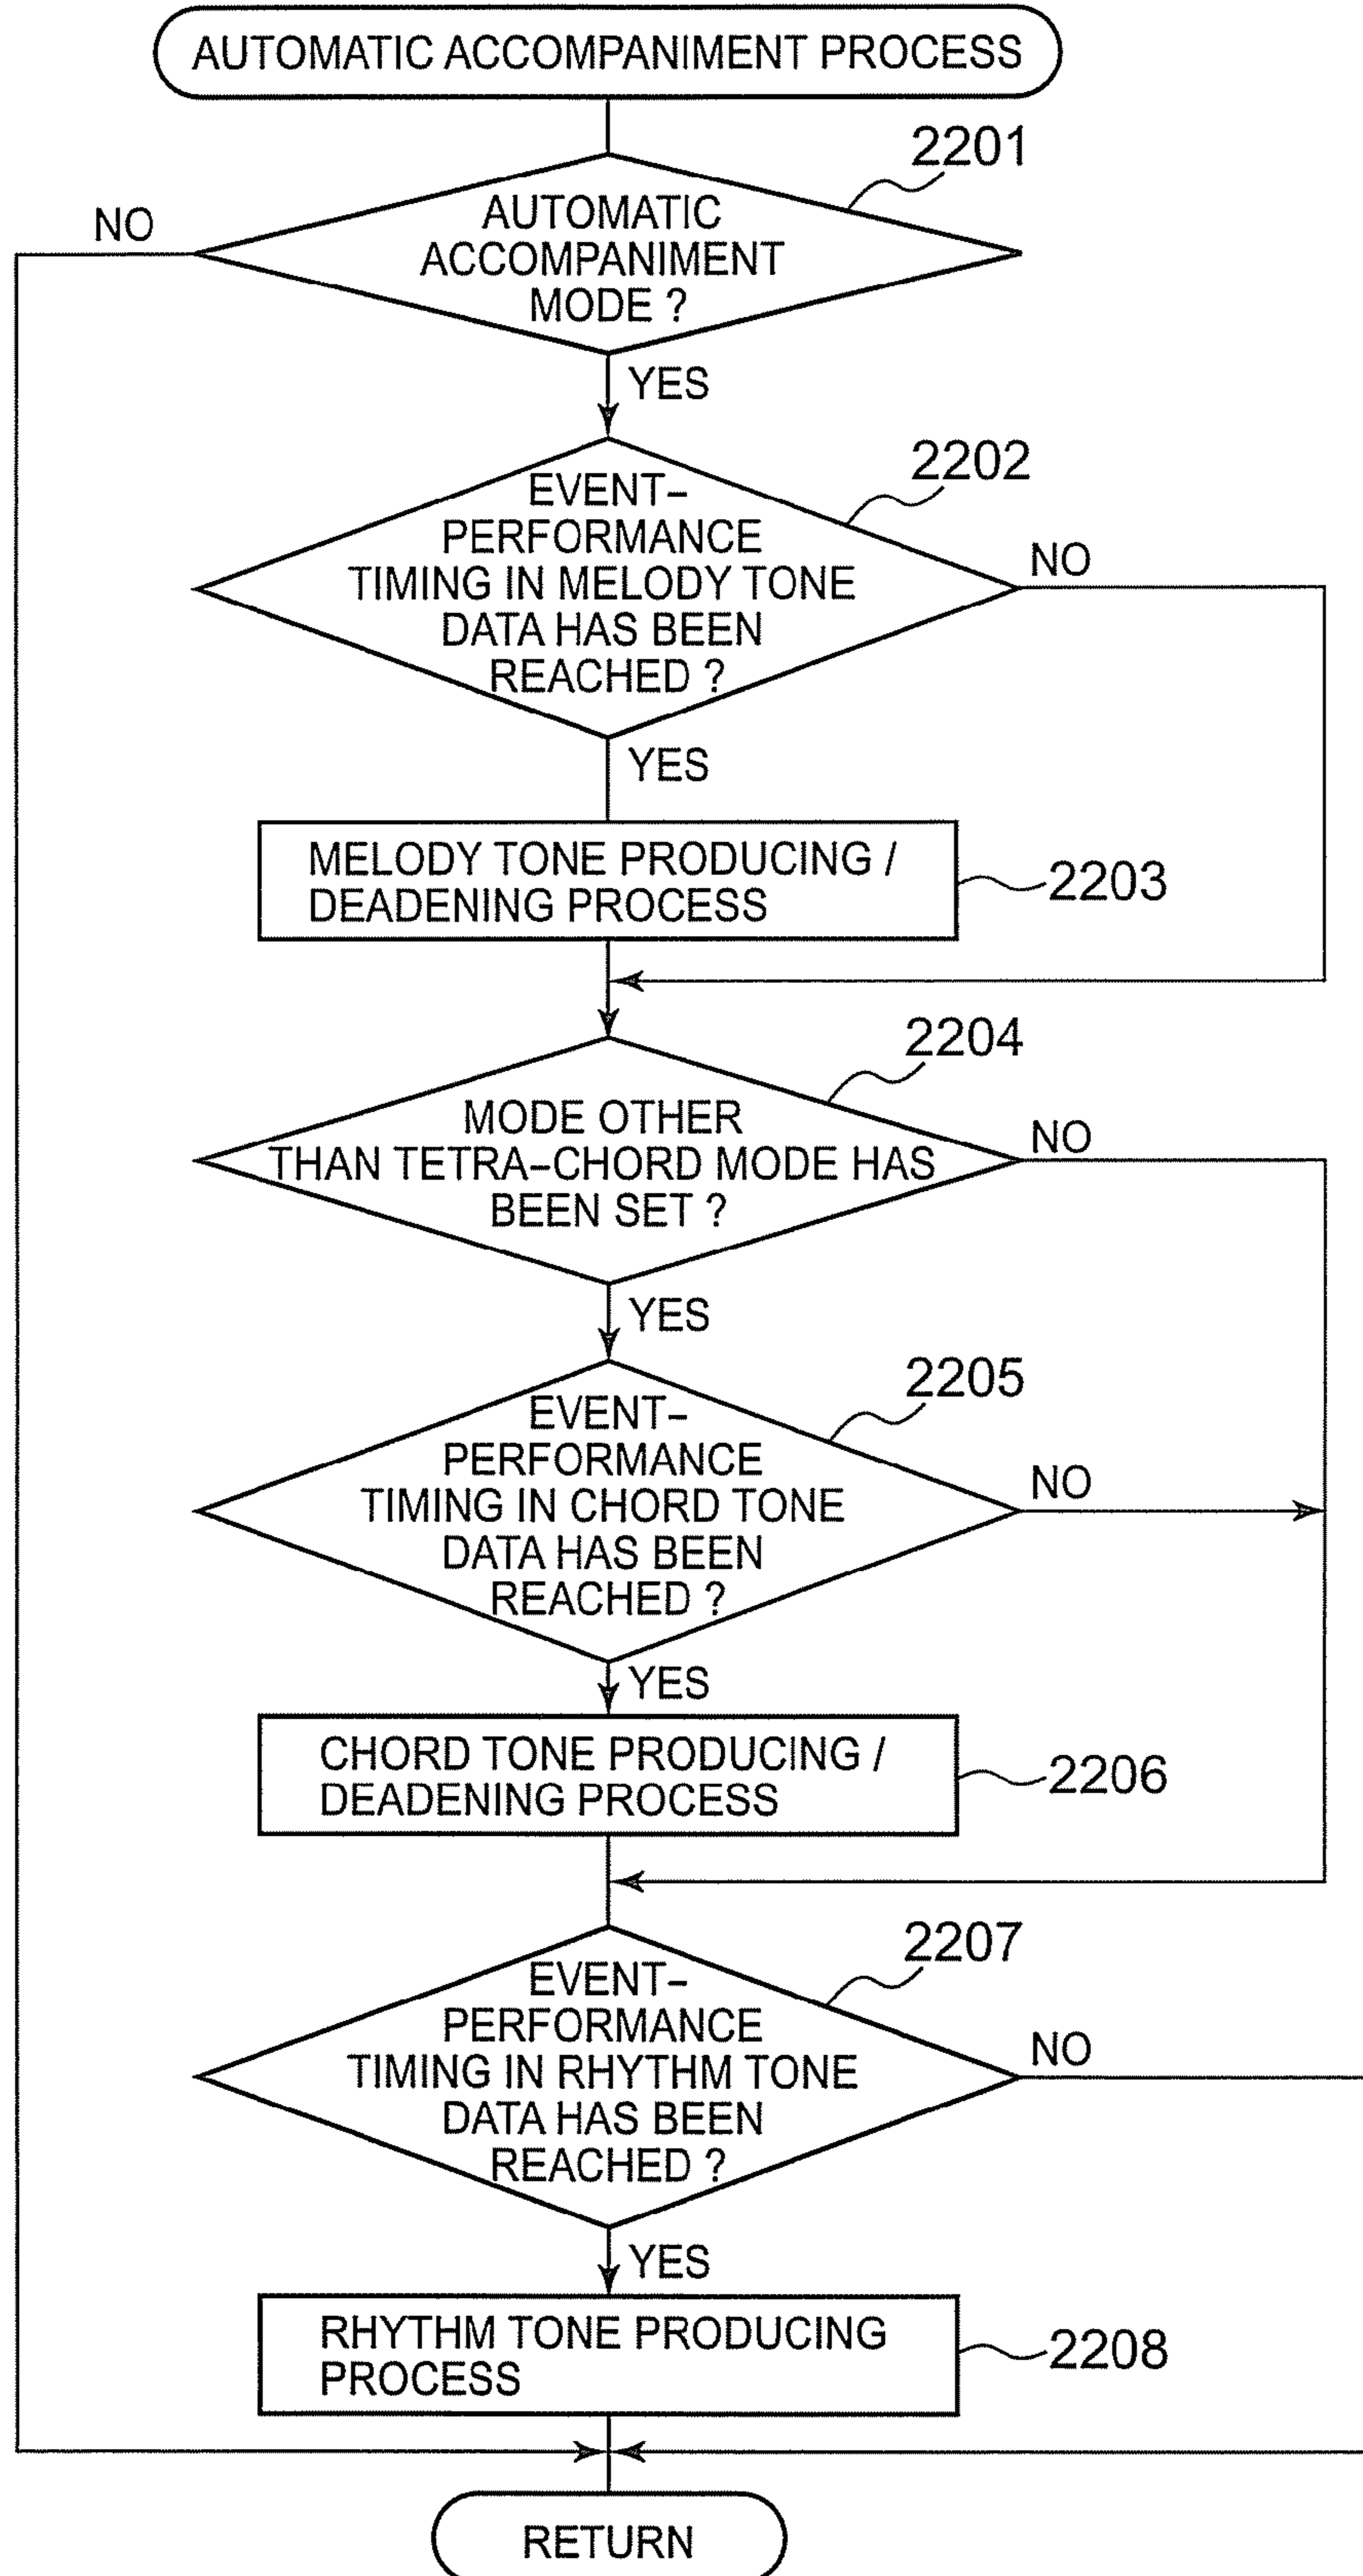 AUTOMATIC ACCOMPANIMENT PROCESS
2201
NO
AUTOMATIC
ACCOMPANIMENT
MODE ?
YES
2202
EVENT-
PERFORMANCE
TIMING IN MELODY TONE
DATA HAS BEEN
REACHED ?
NO
YES
MELODY TONE PRODUCING /
DEADENING PROCESS
2203
2204
MODE OTHER
THAN TETRA-CHORD MODE HAS
BEEN SET ?
NO
YES
2205
EVENT-
PERFORMANCE
TIMING IN CHORD TONE
DATA HAS BEEN
REACHED ?
NO
YES
CHORD TONE PRODUCING /
DEADENING PROCESS
2206
2207
EVENT-
PERFORMANCE
TIMING IN RHYTHM TONE
DATA HAS BEEN
REACHED ?
NO
YES
RHYTHM TONE PRODUCING
PROCESS
2208
RETURN